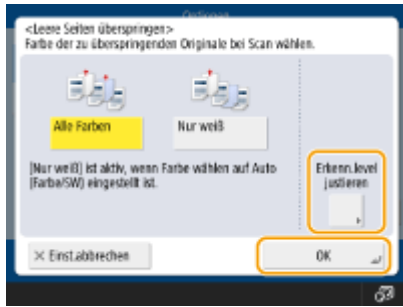 Optionen
<Leere Seiten überspringen>
Farbe der zu überspringenden Originale bei Scan wählen.
Alle Farben
Nur weiß
[Nur weiß] ist aktiv, wenn Farbe wählen auf Auto
(Farbe/SW) eingestellt ist.
Erkenn.level
justieren
× Einst.abbrechen
OK